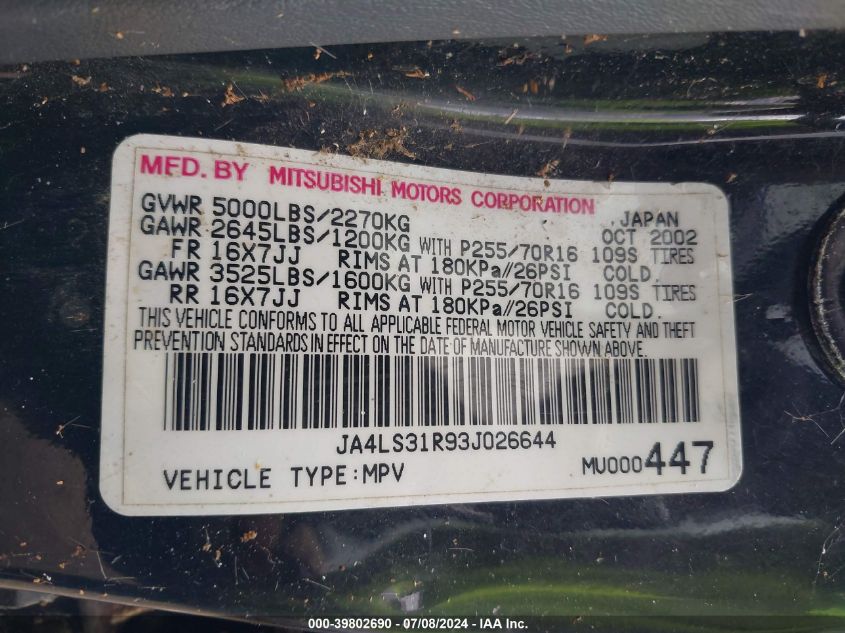 MFD. BY MITSUBISHI MOTORS CORPORATION
GVWR 5000LBS/2270KG JAPAN
GAWR 2645LBS/1200KG WITH P255/70R16 OCT 2002
FR 16X7JJ RIMS AT 180KPa//26PSI 109S TIRES COLD.
GAWR 3525LBS/1600KG WITH P255/70R16 109S TIRES
RR 16X7JJ RIMS AT 180KPa//26PSI COLD.
THIS VEHICLE CONFORMS TO ALL APPLICABLE FEDERAL MOTOR VEHICLE SAFETY AND THEFT
PREVENTION STANDARDS IN EFFECT ON THE DATE OF MANUFACTURE SHOWN ABOVE.
JA4LS31R93J026644
VEHICLE TYPE:MPV MU000447
000-39802690 - 07/08/2024 - IAA Inc.